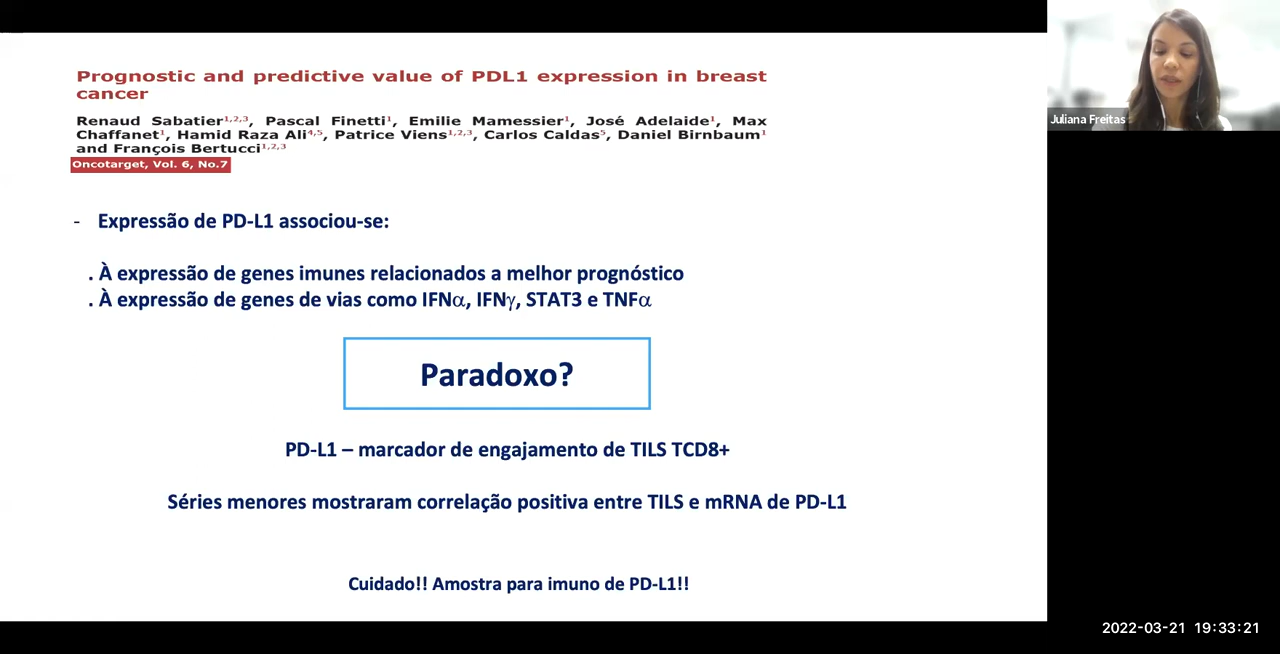 Prognostic and predictive value of PDL1 expression in breast
cancer
Renaud Sabatier1,2,3, Pascal Finetti1, Emilie Mamessier1, José Adelaide1, Max
Chaffanet1, Hamid Raza Ali4,5, Patrice Viens1,2,3, Carlos Caldas5, Daniel Birnbaum1
and François Bertucci1,2,3
Oncotarget, Vol. 6, No.7
Juliana Freitas
- Expressão de PD-L1 associou-se:
. À expressão de genes imunes relacionados a melhor prognóstico
. À expressão de genes de vias como IFNα, IFNγ, STAT3 e TNFα
Paradoxo?
PD-L1 – marcador de engajamento de TILS TCD8+
Séries menores mostraram correlação positiva entre TILS e mRNA de PD-L1
Cuidado!! Amostra para imuno de PD-L1!!
2022-03-21 19:33:21